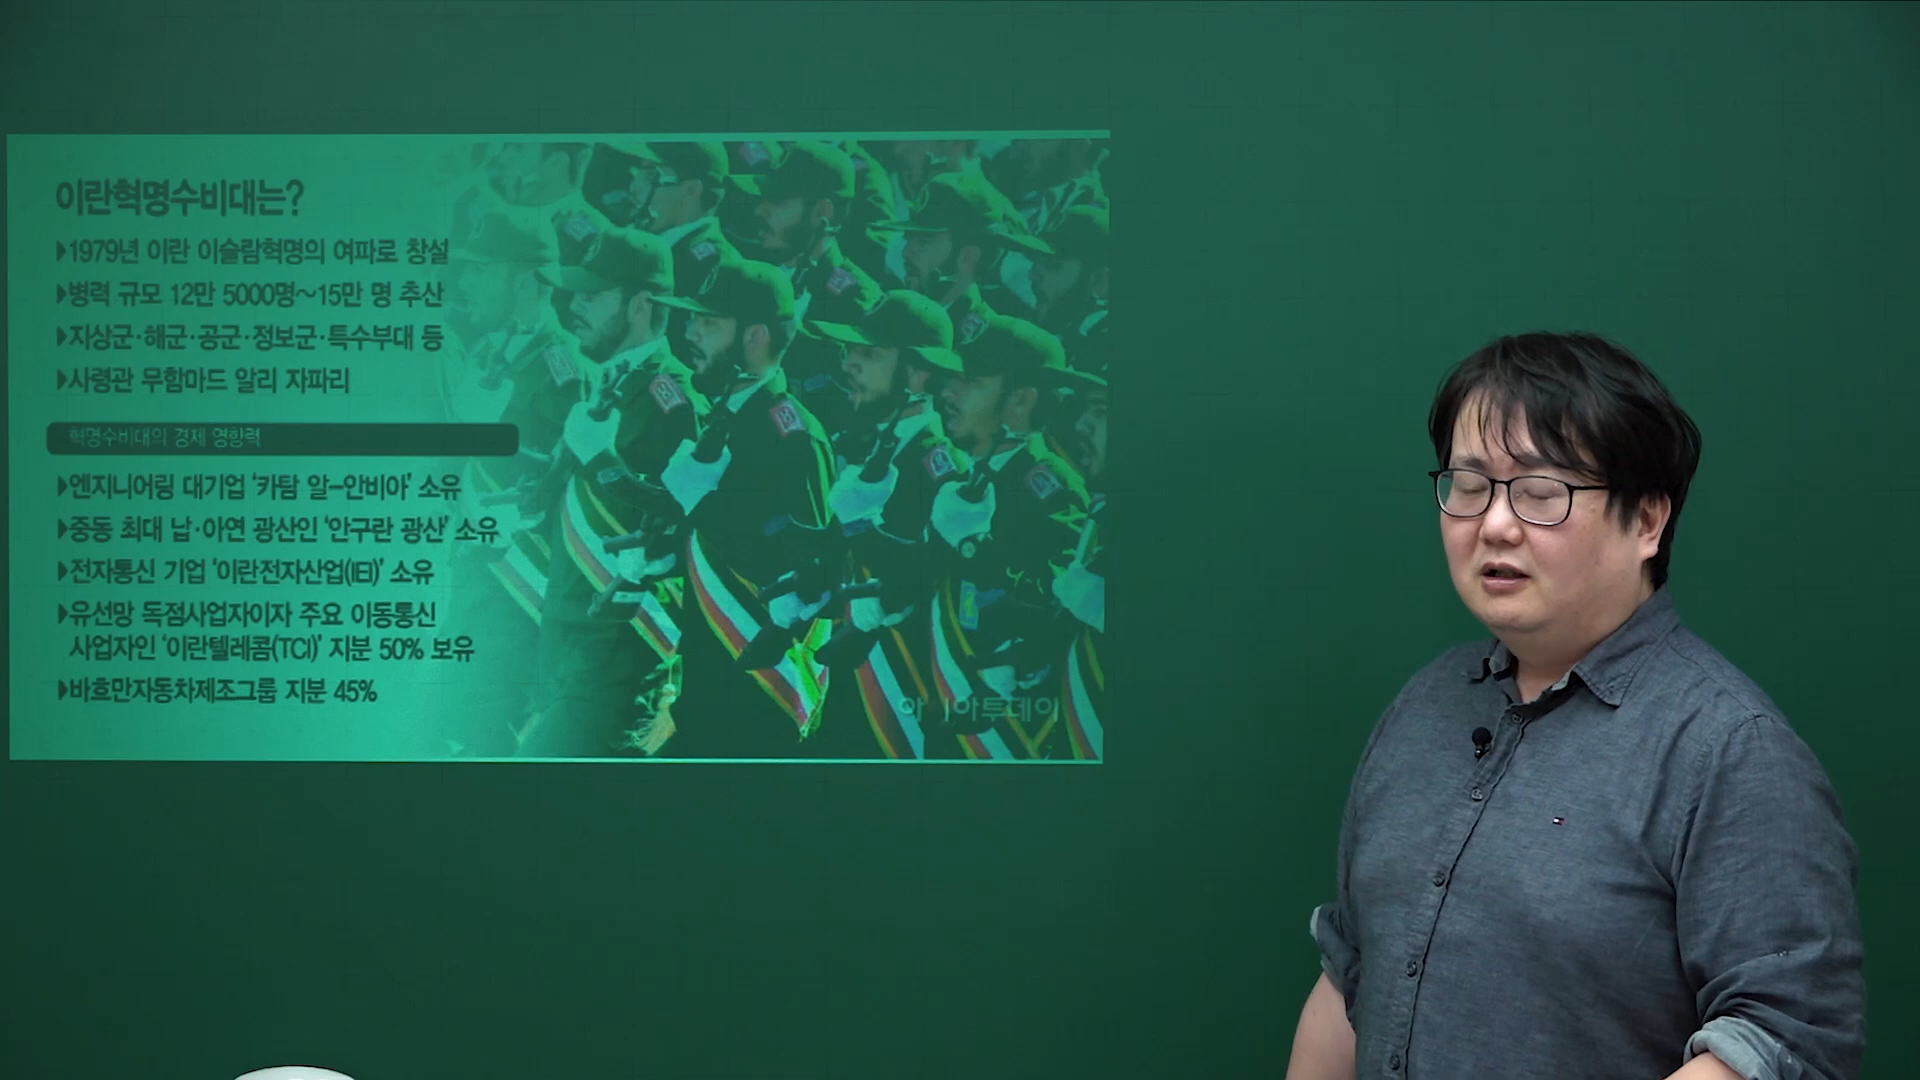 이란혁명수비대는?
▶1979년 이란 이슬람혁명의 여파로 창설
▶병력 규모 12만 5000명~15만 명 추산
▶지상군·해군·공군·정보군·특수부대 등
▶사령관 무함마드 알리 자파리
혁명수비대의 경제 영향력
▶엔지니어링 대기업 '카탐 알-안비아' 소유
▶중동 최대 납·아연 광산인 '안구란 광산' 소유
▶전자통신 기업 '이란전자산업(IEI)' 소유
▶유선망 독점사업자이자 주요 이동통신
사업자인 '이란텔레콤(TCI)' 지분 50% 보유
▶바흐만자동차제조그룹 지분 45%
아투데이